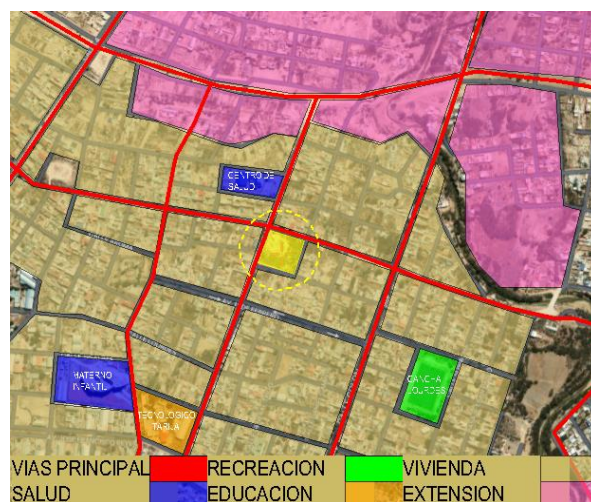 CENTRO DE
SALUD
MATERNO
INFANTIL
TECNOLOGICO
TARIJA
CANCHA
LOURDES
VIAS PRINCIPAL RECREACION VIVIENDA
SALUD EDUCACION EXTENSION